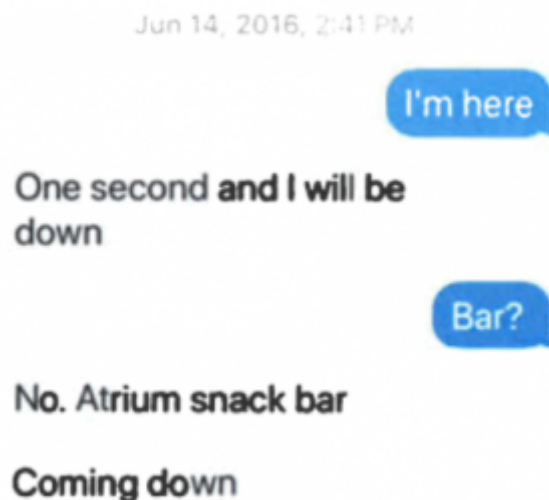 Jun 14, 2016, 2:41 PM
I'm here
One second and I will be
down
Bar?
No. Atrium snack bar
Coming down